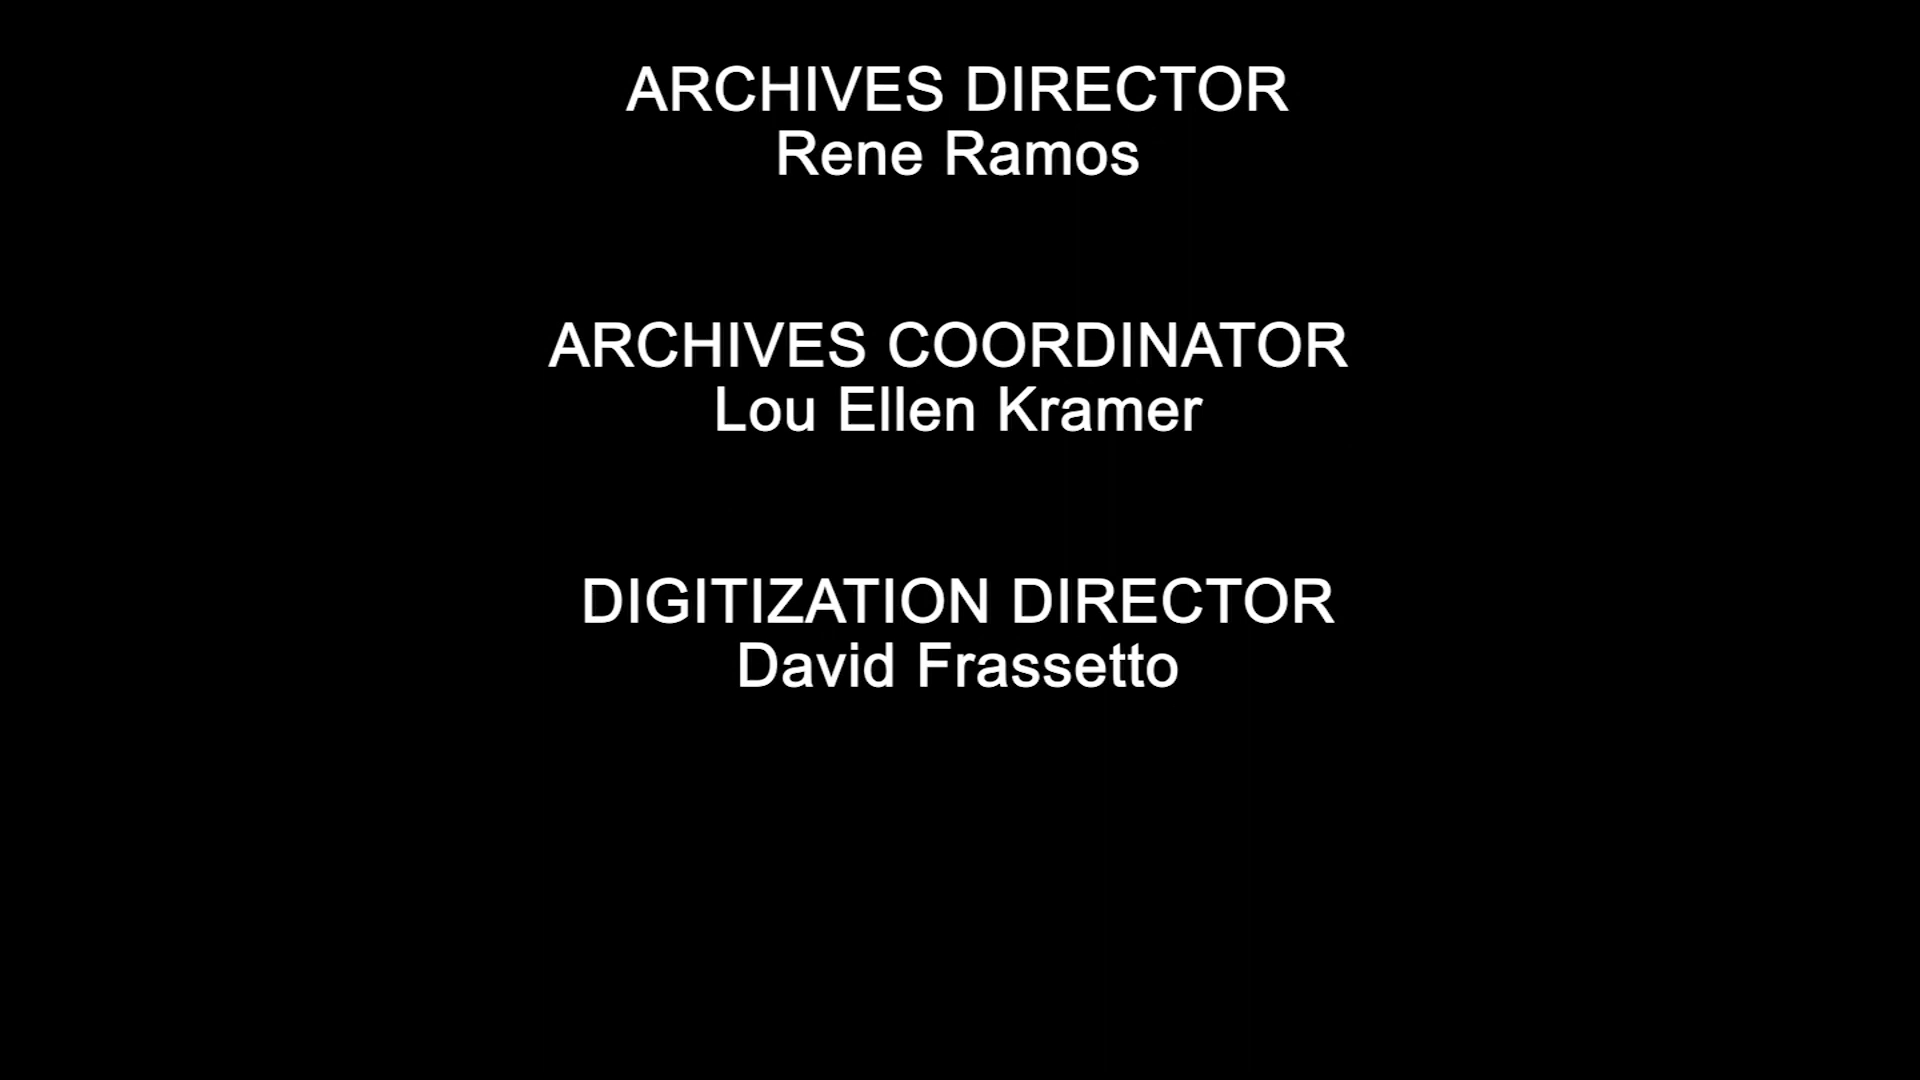 ARCHIVES DIRECTOR
Rene Ramos
ARCHIVES COORDINATOR
Lou Ellen Kramer
DIGITIZATION DIRECTOR
David Frassetto